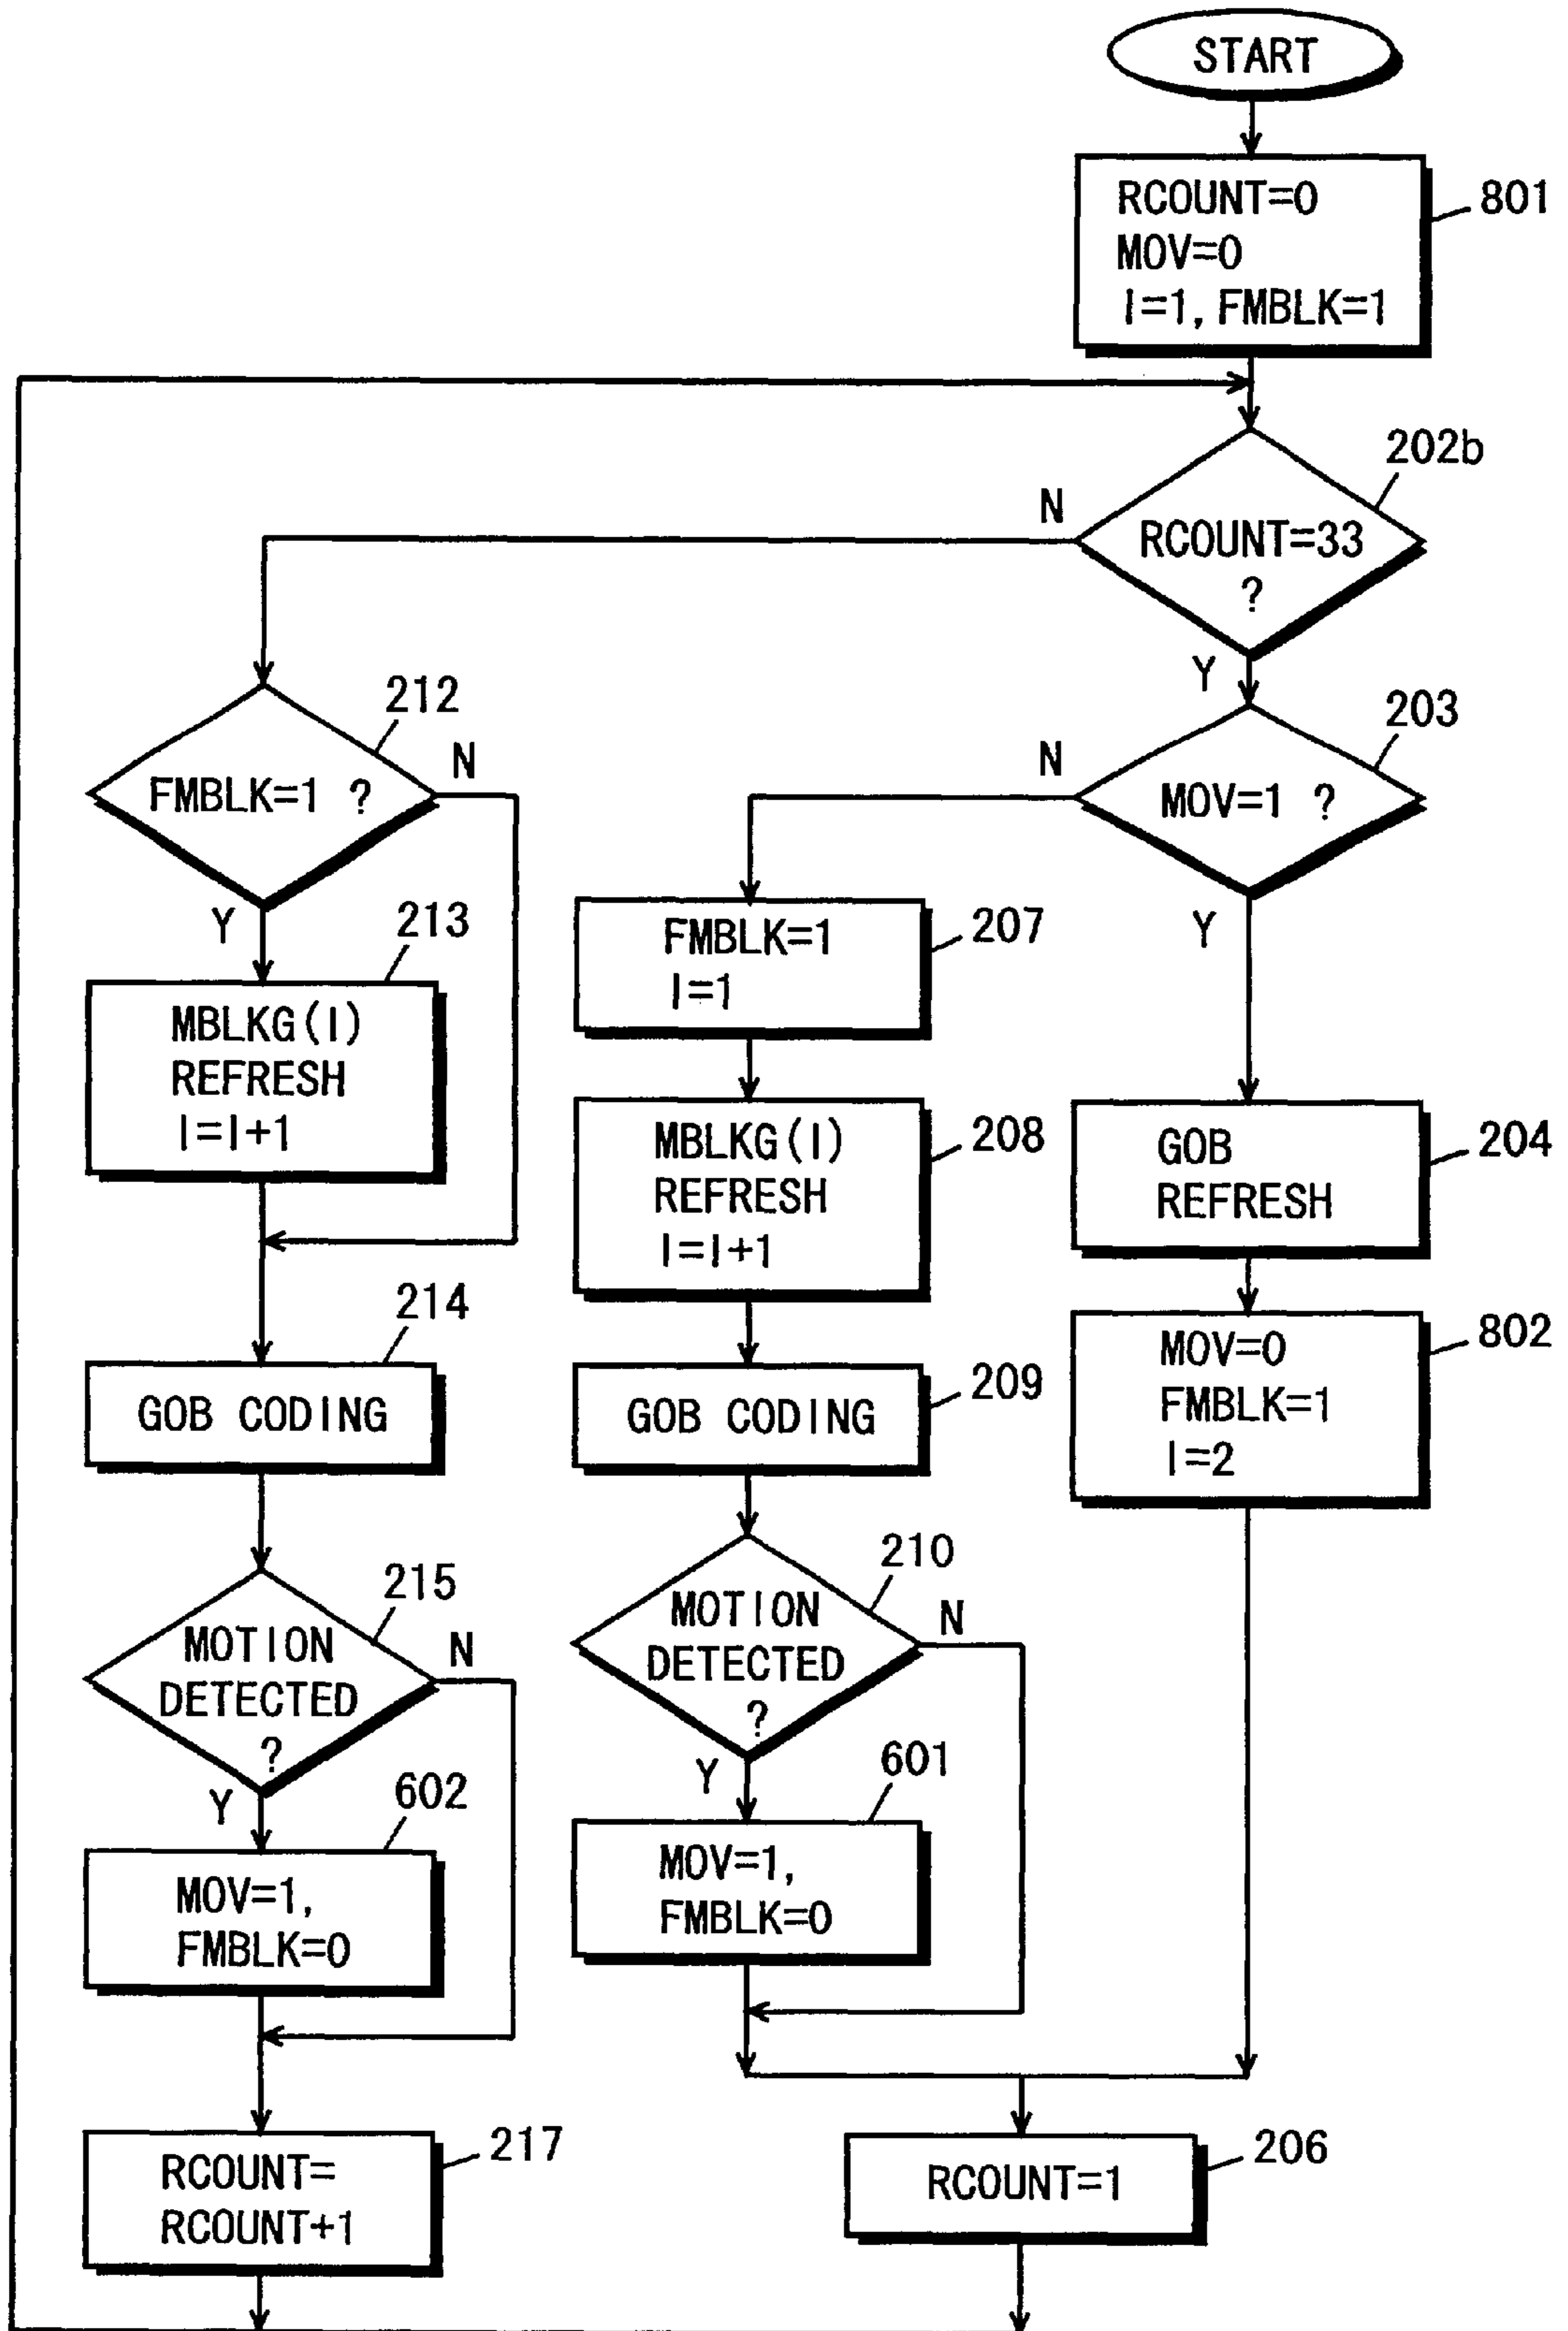 START
RCOUNT=0
MOV=0
I=1, FMBLK=1
801
202b
N
RCOUNT=33
?
Y
212
203
N
N
FMBLK=1 ?
MOV=1 ?
Y
213
Y
FMBLK=1
I=1
207
MBLKG(I)
REFRESH
I=I+1
MBLKG(I)
REFRESH
I=I+1
208
GOB
REFRESH
204
214
GOB CODING
GOB CODING
209
MOV=0
FMBLK=1
I=2
802
215
MOTION
DETECTED
?
N
Y
210
MOTION
DETECTED
?
N
Y
602
MOV=1,
FMBLK=0
601
MOV=1,
FMBLK=0
RCOUNT=
RCOUNT+1
217
RCOUNT=1
206